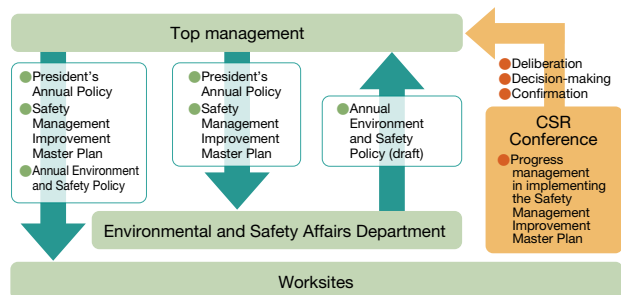 Top management
President's
Annual Policy
Safety
Management
Improvement
Master Plan
Annual Environment
and Safety Policy
President's
Annual Policy
Safety
Management
Improvement
Master Plan
Annual
Environment
and Safety
Policy (draft)
Deliberation
Decision-making
Confirmation
CSR
Conference
Progress
management
in implementing
the Safety
Management
Improvement
Master Plan
Environmental and Safety Affairs Department
Worksites